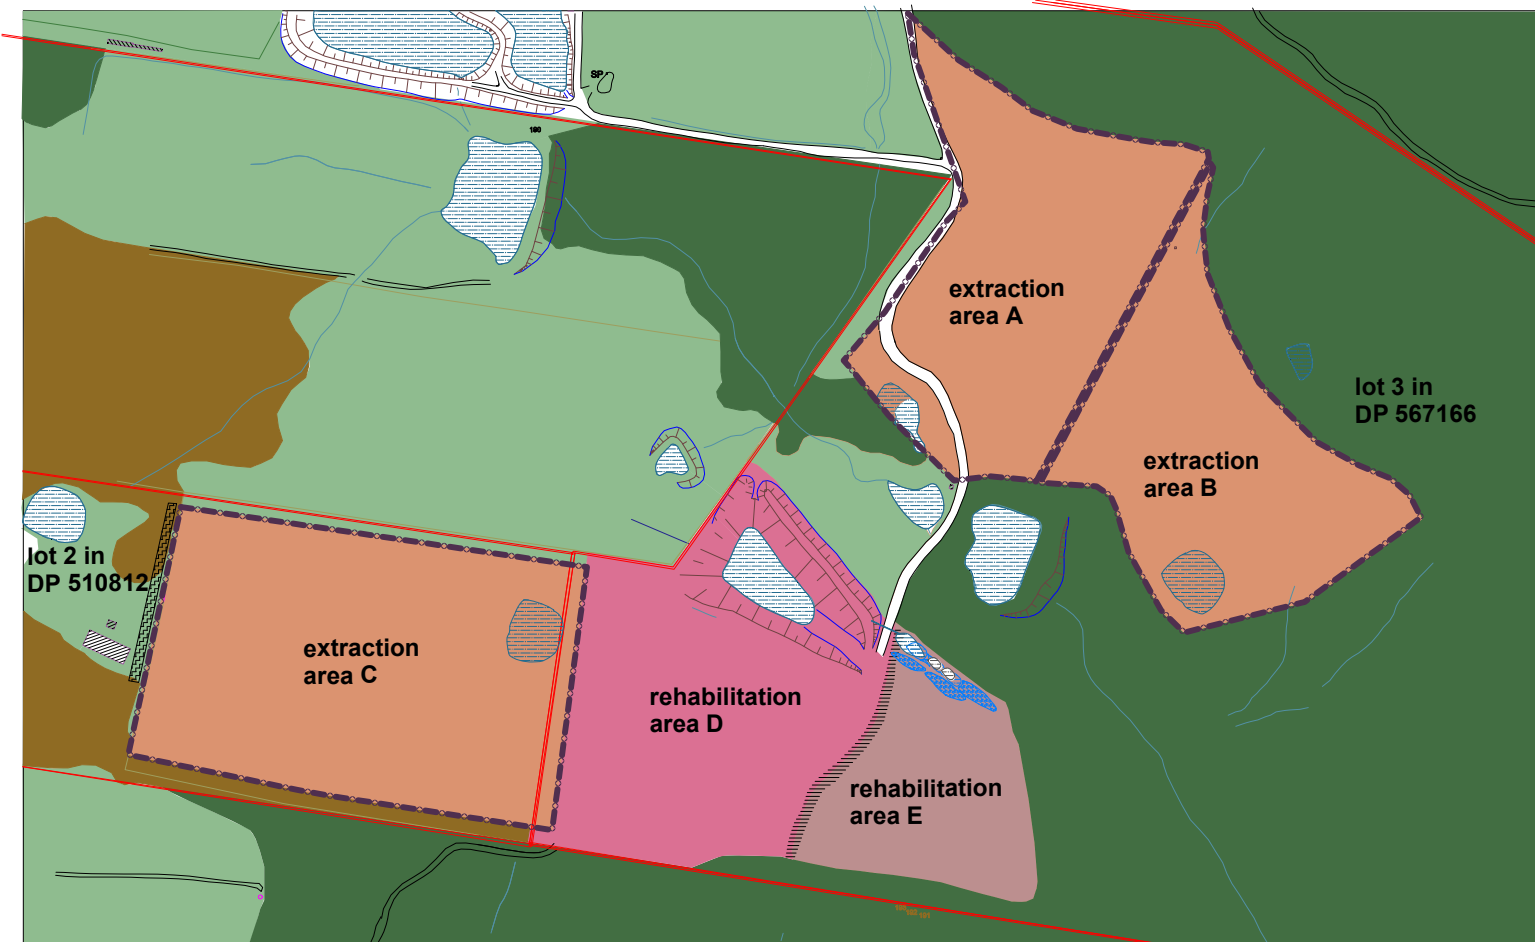 SP
190
extraction
area A
lot 3 in
DP 567166
extraction
area B
lot 2 in
DP 510812
extraction
area C
rehabilitation
area D
rehabilitation
area E